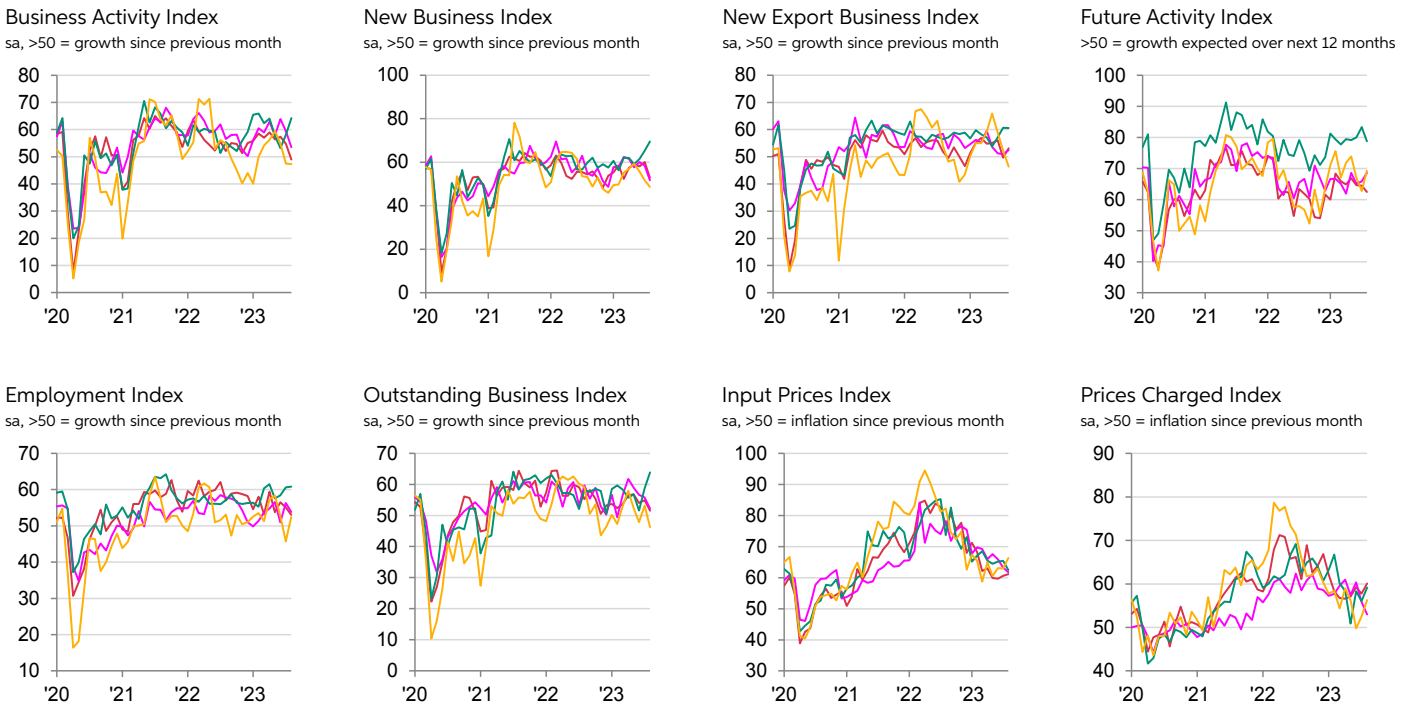 Business Activity Index
sa, >50 = growth since previous month
80
70
60
50
40
30
20
10
0
'20 '21 '22 '23
New Business Index
sa, >50 = growth since previous month
100
80
60
40
20
0
'20 '21 '22 '23
New Export Business Index
sa, >50 = growth since previous month
80
70
60
50
40
30
20
10
0
'20 '21 '22 '23
Future Activity Index
>50 = growth expected over next 12 months
100
90
80
70
60
50
40
30
'20 '21 '22 '23
Employment Index
sa, >50 = growth since previous month
70
60
50
40
30
20
10
'20 '21 '22 '23
Outstanding Business Index
sa, >50 = growth since previous month
70
60
50
40
30
20
10
0
'20 '21 '22 '23
Input Prices Index
sa, >50 = inflation since previous month
100
90
80
70
60
50
40
30
'20 '21 '22 '23
Prices Charged Index
sa, >50 = inflation since previous month
90
80
70
60
50
40
'20 '21 '22 '23